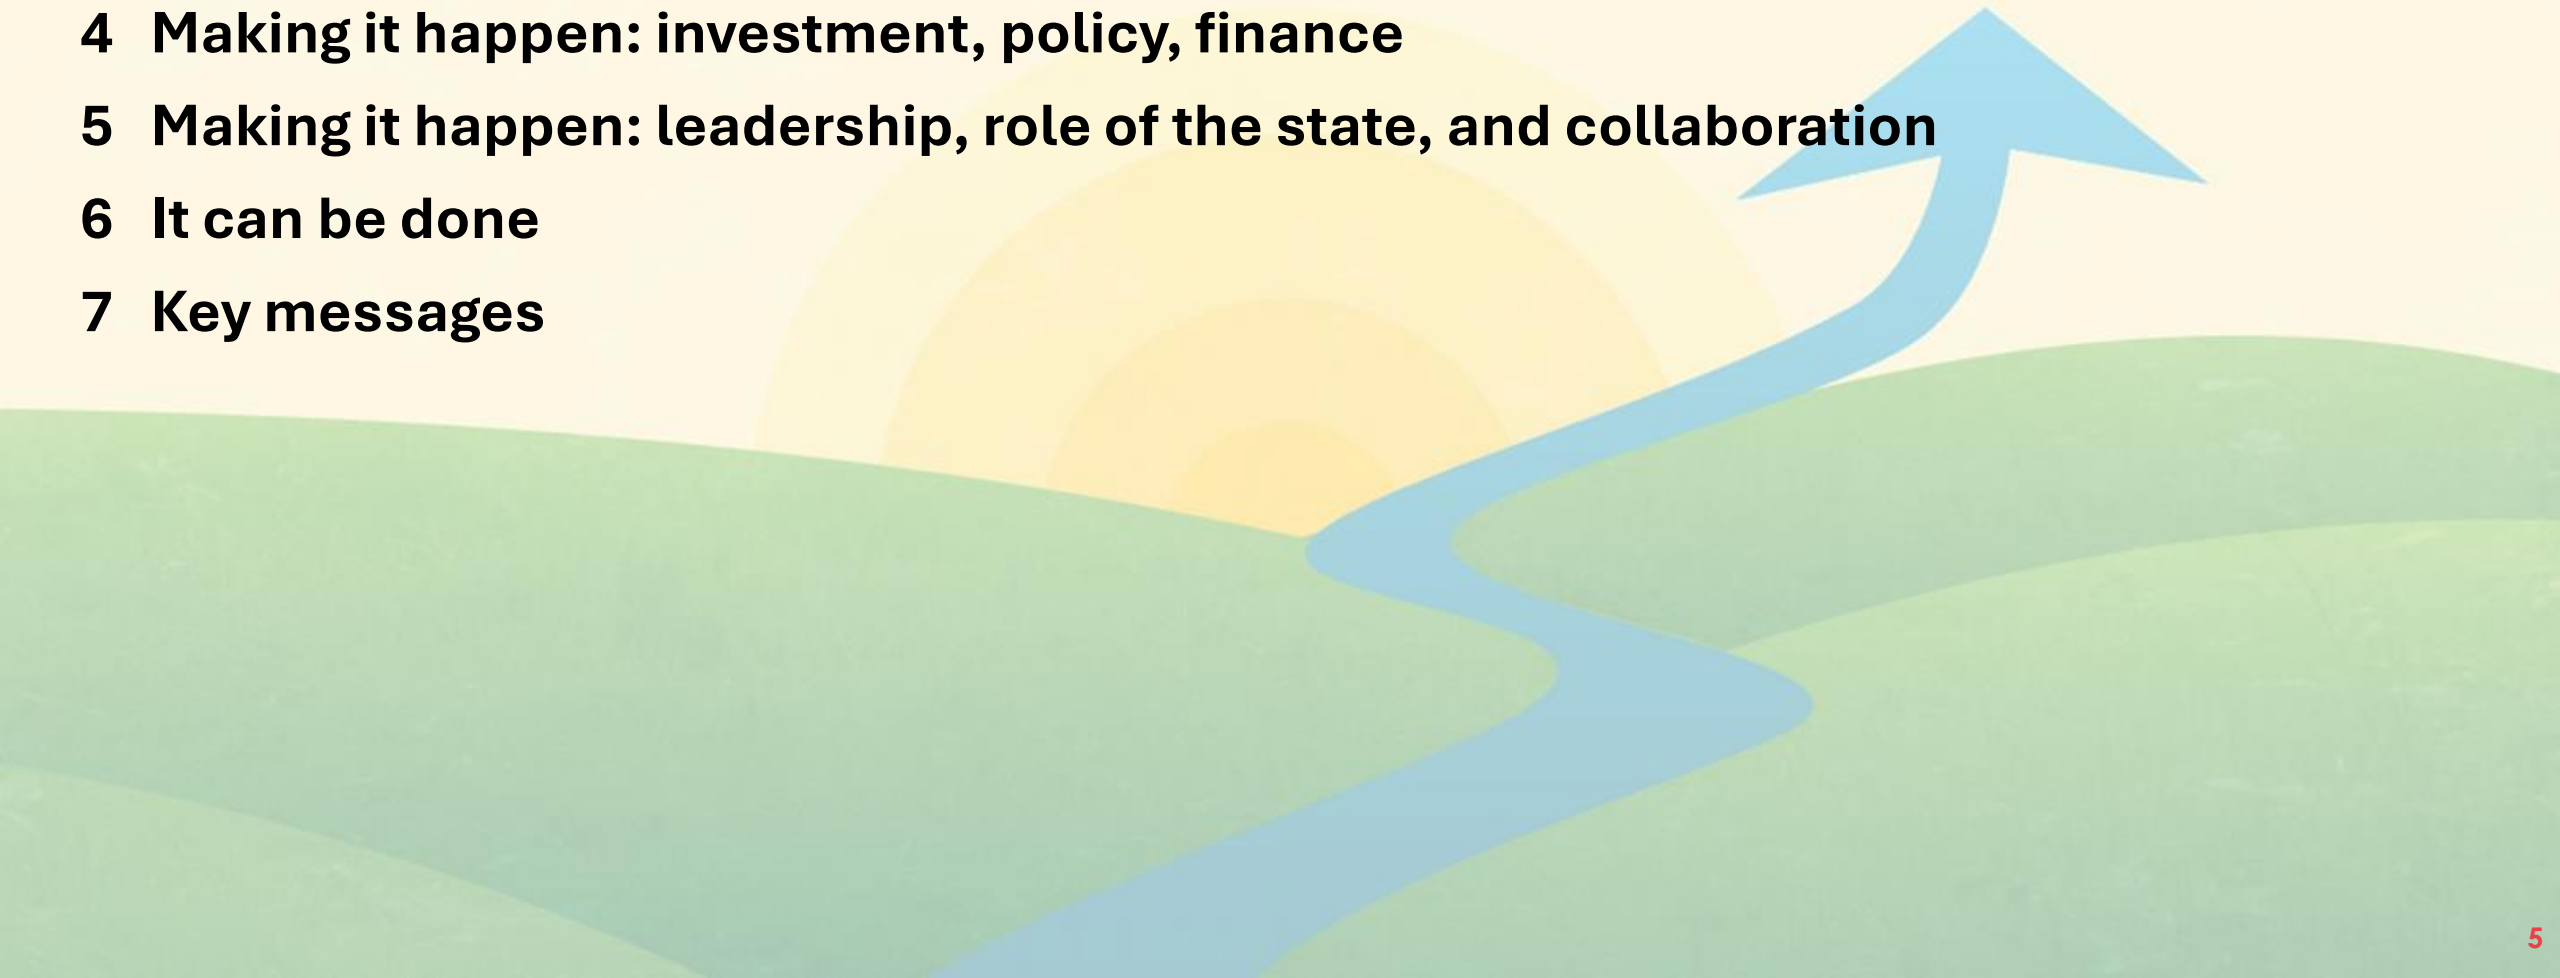 4 Making it happen: investment, policy, finance
5 Making it happen: leadership, role of the state, and collaboration
6 It can be done
7 Key messages
5